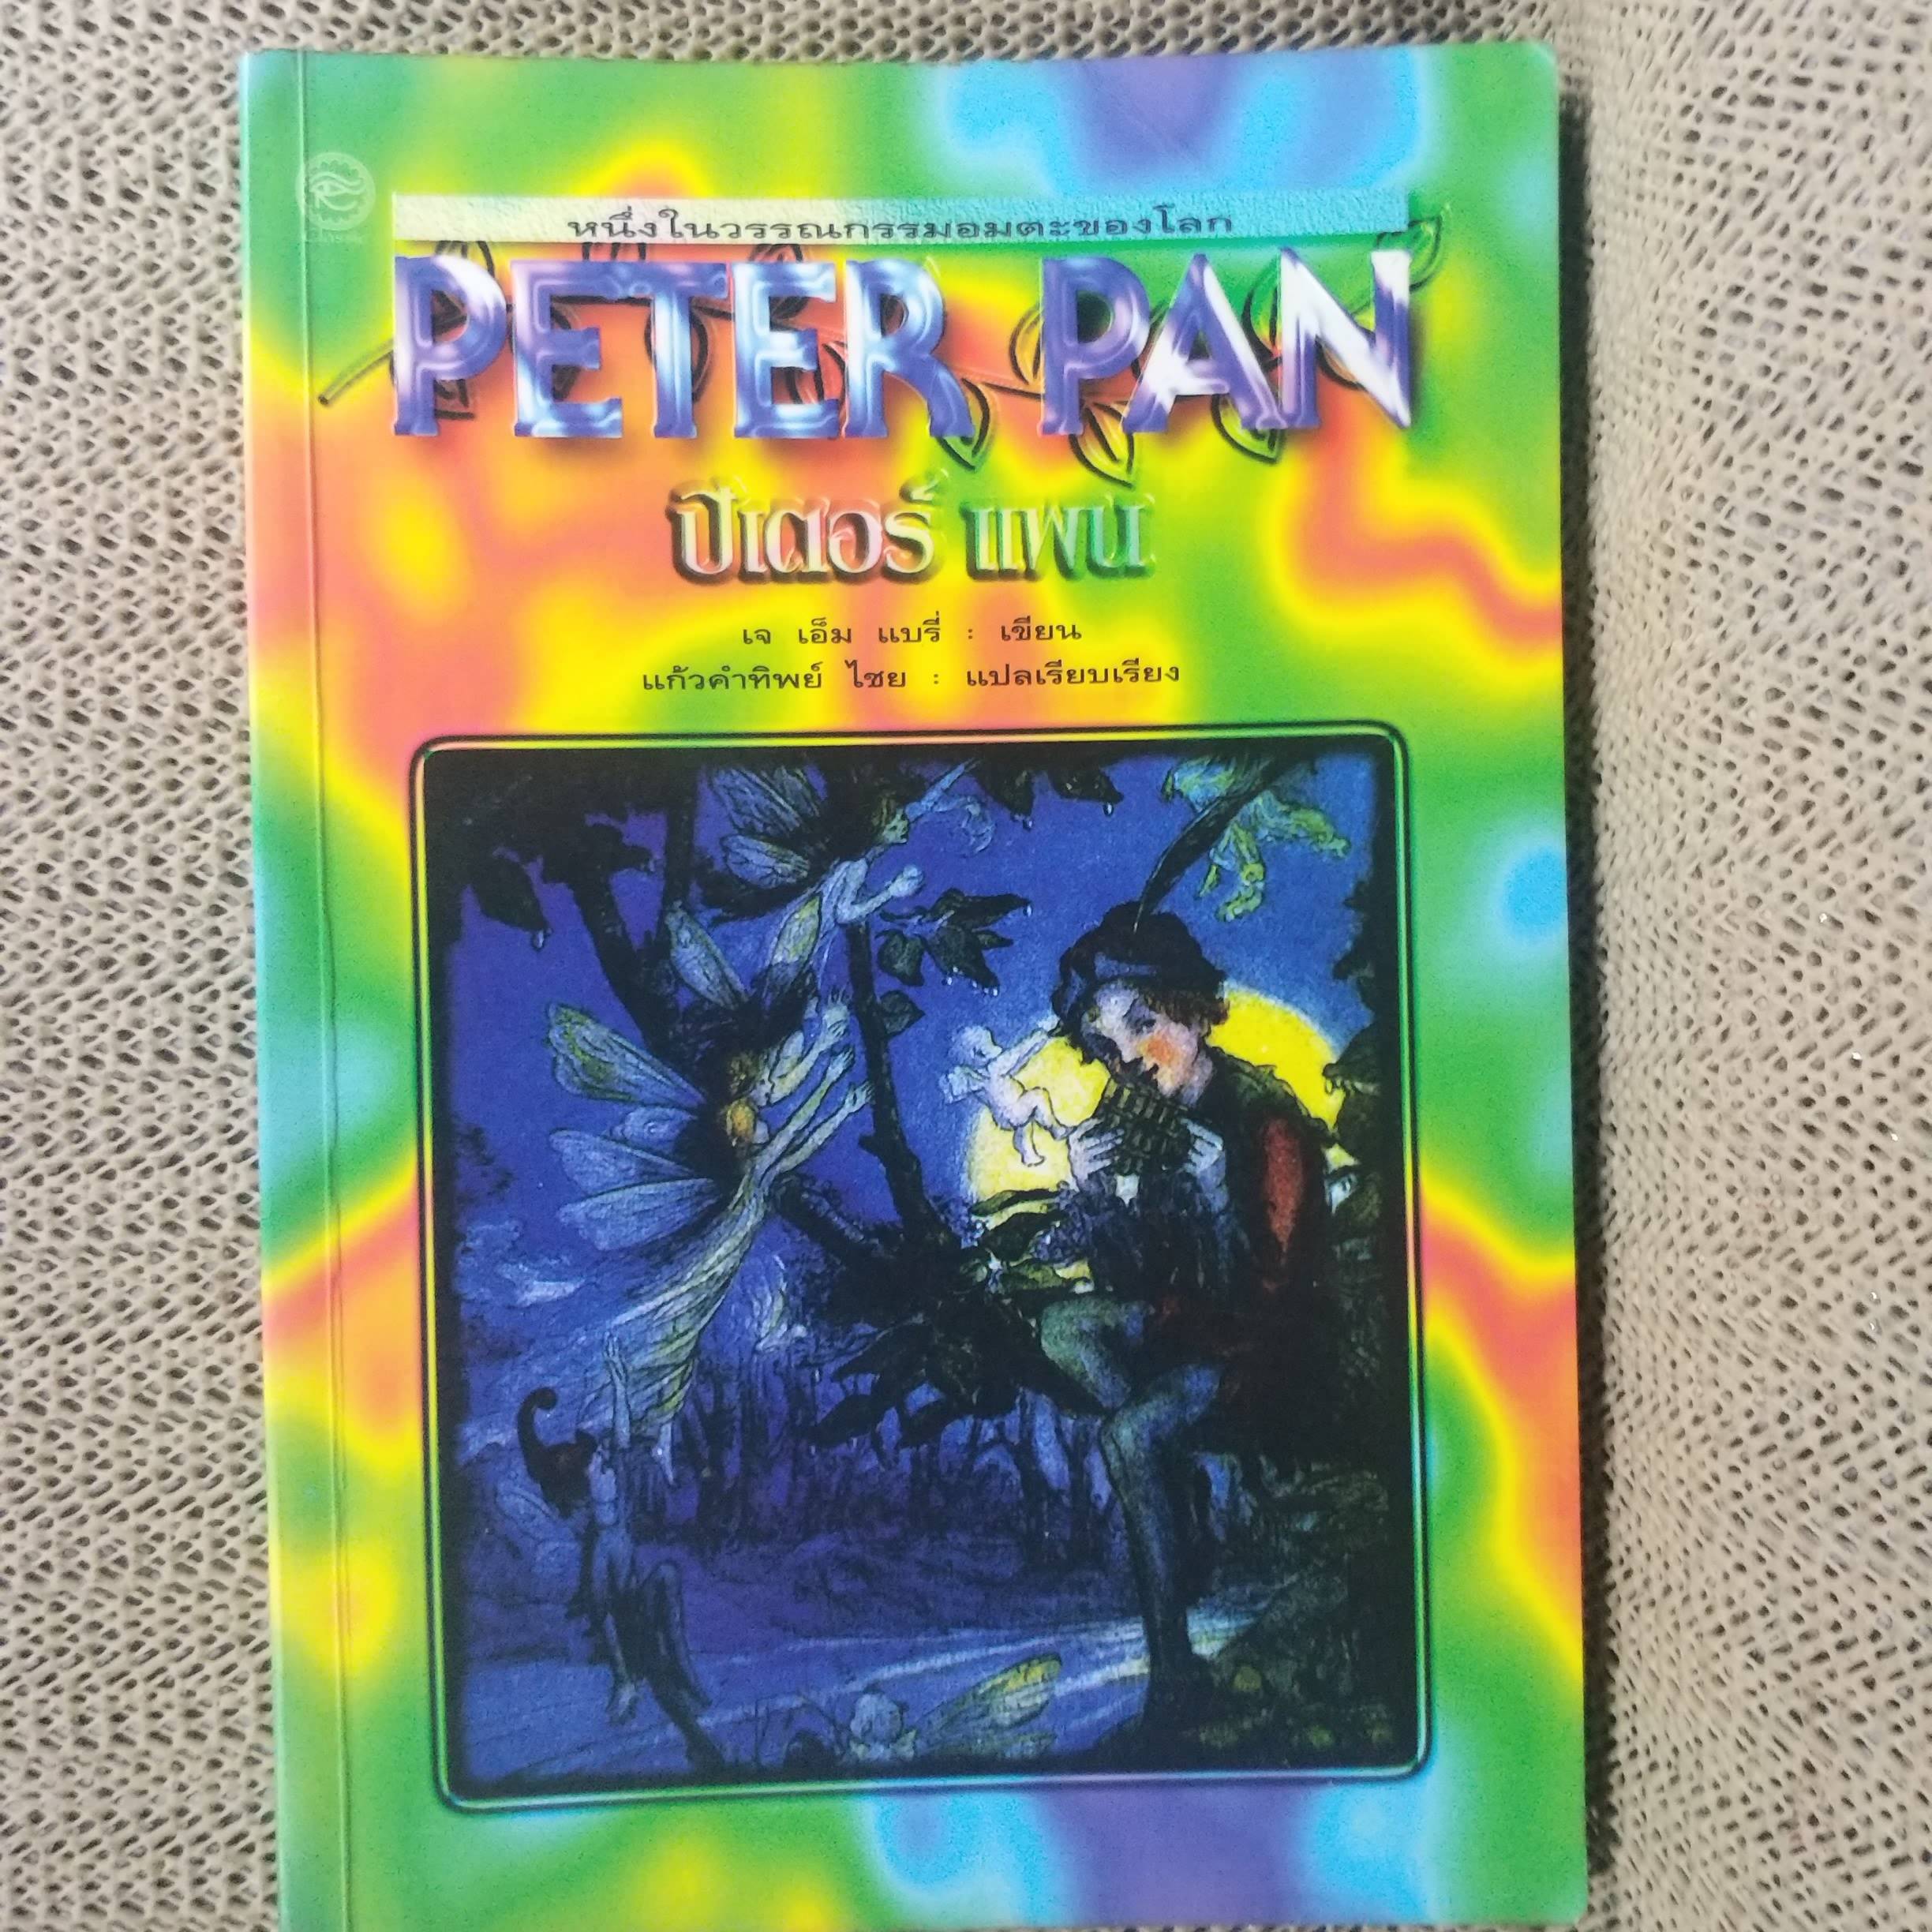 หนึ่งในวรรณกรรมอมตะของโลก
PETER PAN
ปีเตอร์ แพน
เจ เอ็ม แบรี่ : เขียน
แก้วคำทิพย์ ไชย : แปลเรียบเรียง